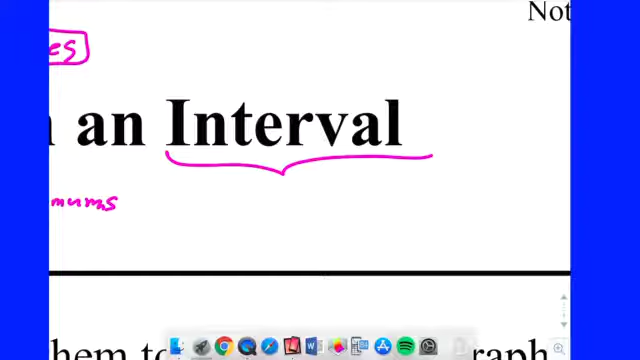 Not
es
an Interval
mums
hem to
raph